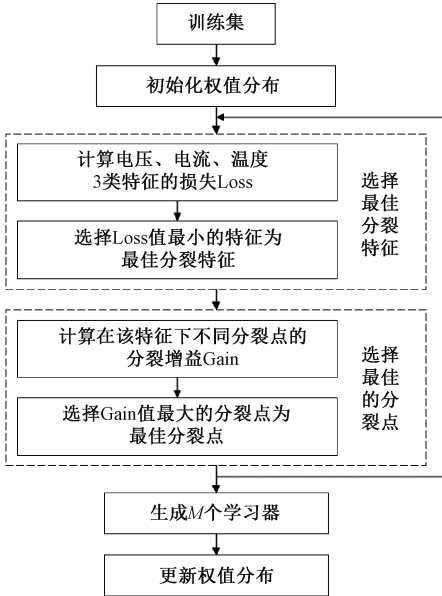 训练集
初始化权值分布
计算电压、电流、温度
3类特征的损失Loss
选择Loss值最小的特征为
最佳分裂特征
选择
最佳
分裂
特征
计算在该特征下不同分裂点的
分裂增益Gain
选择Gain值最大的分裂点为
最佳分裂点
选择
最佳
的分
裂点
生成M个学习器
更新权值分布